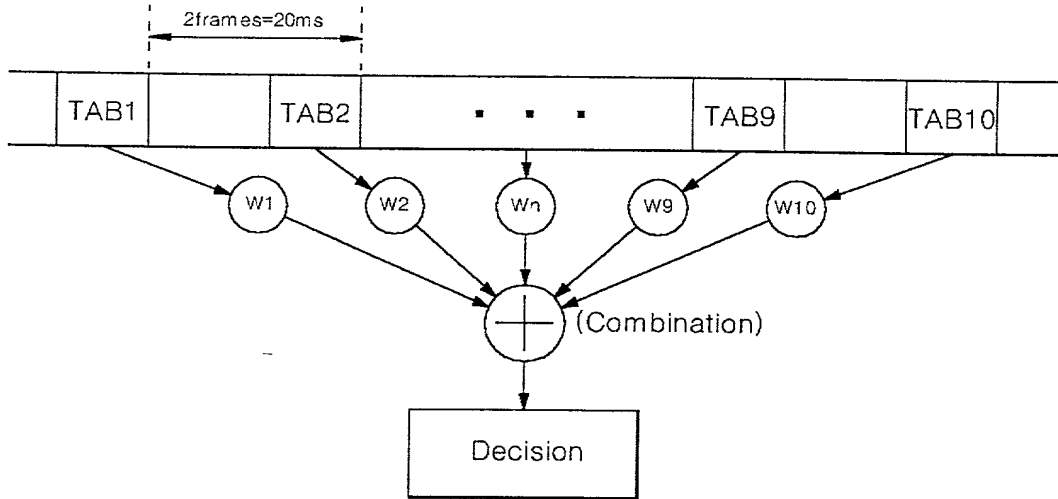 2frames=20ms
TAB1 TAB2 . . . TAB9 TAB10
W1 W2 Wn W9 W10
(Combination)
Decision